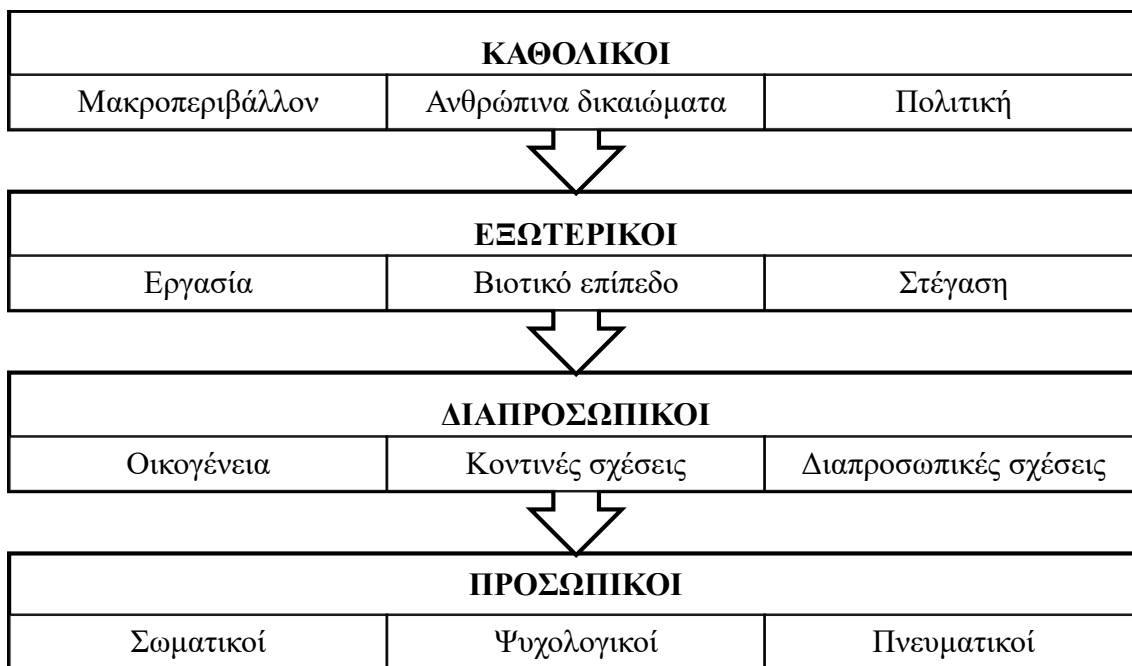 ΚΑΘΟΛΙΚΟΙ
Μακροπεριβάλλον Ανθρώπινα δικαιώματα Πολιτική
ΕΞΩΤΕΡΙΚΟΙ
Εργασία Βιοτικό επίπεδο Στέγαση
ΔΙΑΠΡΟΣΩΠΙΚΟΙ
Οικογένεια Κοντινές σχέσεις Διαπροσωπικές σχέσεις
ΠΡΟΣΩΠΙΚΟΙ
Σωματικοί Ψυχολογικοί Πνευματικοί